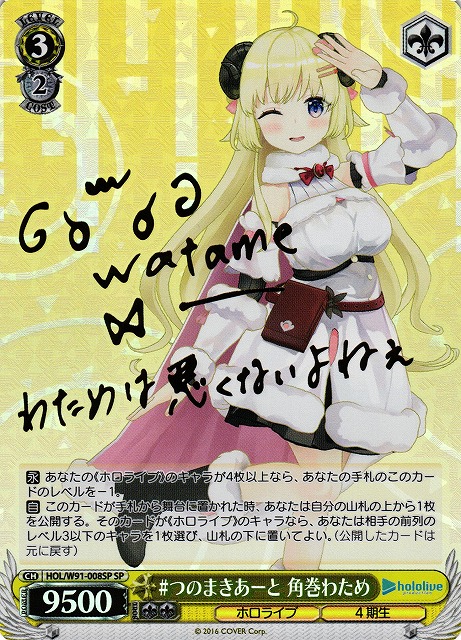 LEVEL
3
2
COST
Watame
わためは悪くないよねぇ
永 あなたの《ホロライブ》のキャラが4枚以上なら、あなたの手札のこのカ
ードのレベルを－1。
自 このカードが手札から舞台に置かれた時、あなたは自分の山札の上から1枚
を公開する。そのカードが《ホロライブ》のキャラなら、あなたは相手の前列の
レベル3以下のキャラを1枚選び、山札の下に置いてよい。（公開したカードは
元に戻す）
CH HOL/W91-008SP SP
#つのまきあーと 角巻わため
hololive
production
POWER
9500
ホロライブ
4期生
© 2016 COVER Corp.